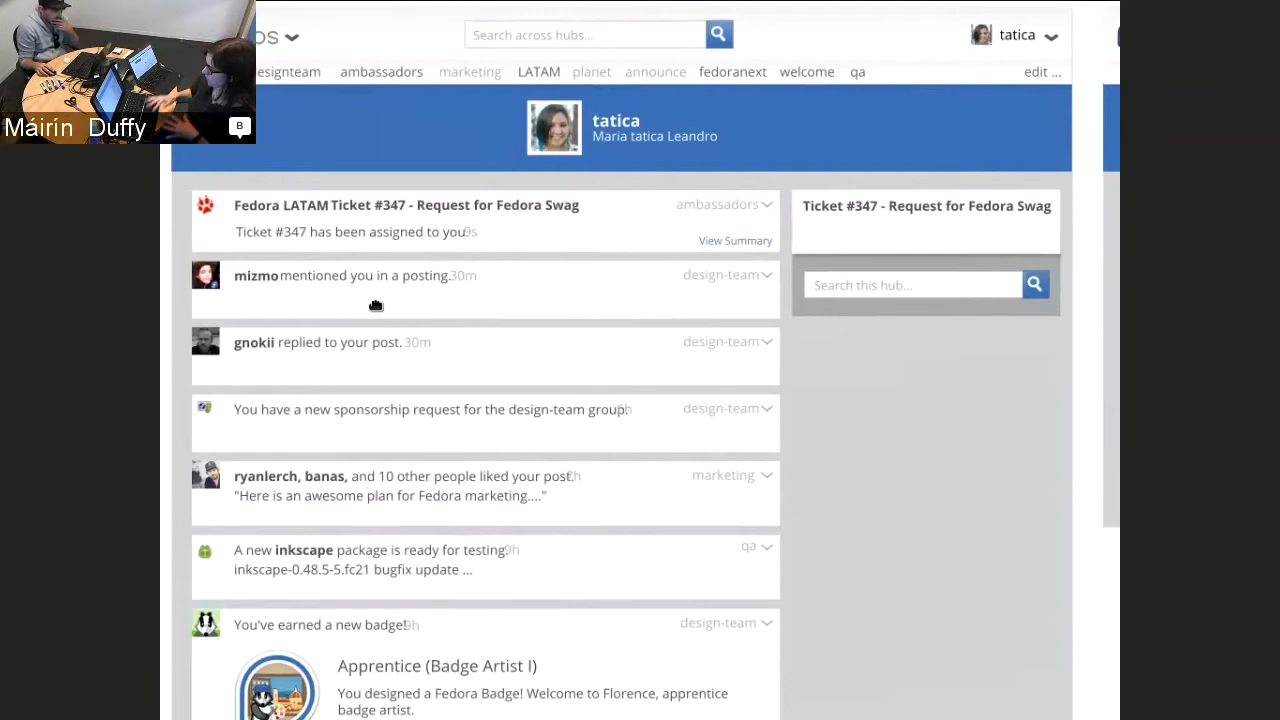 os
Search across hubs...
tatica
esignteam ambassadors marketing LATAM planet announce fedoranext welcome qa edit ...
Máirín Duffy
B
tatica
Maria tatica Leandro
Fedora LATAM Ticket #347 - Request for Fedora Swag ambassadors
Ticket #347 has been assigned to you. 9s
View Summary
Ticket #347 - Request for Fedora Swag
Search this hub...
mizmo mentioned you in a posting. 30m design-team
gnokii replied to your post. 30m design-team
You have a new sponsorship request for the design-team group. design-team
ryanlerch, banas, and 10 other people liked your post. marketing
"Here is an awesome plan for Fedora marketing...."
A new inkscape package is ready for testing. 9h qa
inkscape-0.48.5-5.fc21 bugfix update ...
You've earned a new badge! 9h design-team
Apprentice (Badge Artist I)
You designed a Fedora Badge! Welcome to Florence, apprentice
badge artist.